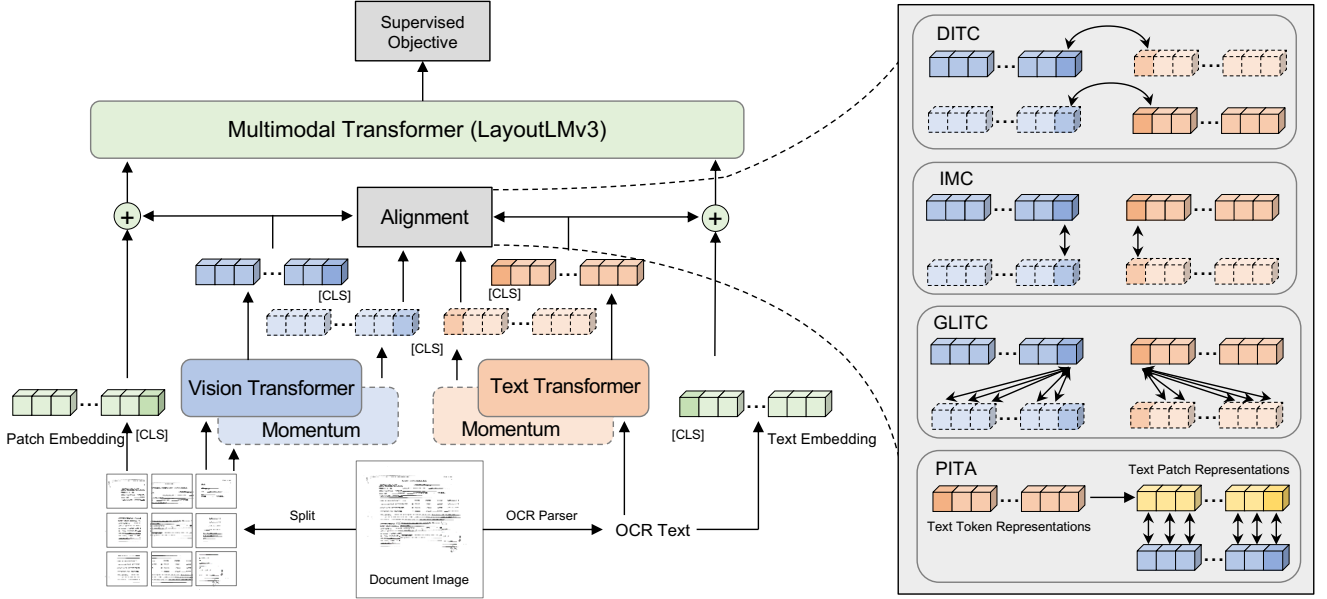 Supervised
Objective
Multimodal Transformer (LayoutLMv3)
+
Alignment
+
[CLS]
[CLS]
[CLS]
Vision Transformer
Momentum
Text Transformer
Momentum
Patch Embedding
[CLS]
[CLS]
Text Embedding
Split
OCR Parser
OCR Text
Document Image
DITC
IMC
GLITC
PITA
Text Patch Representations
Text Token Representations